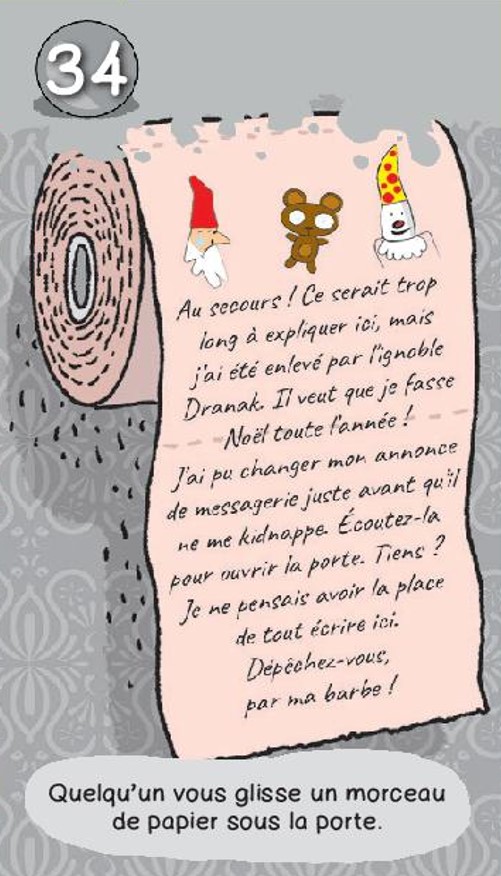 34
Au secours ! Ce serait trop
long à expliquer ici, mais
j'ai été enlevé par l'ignoble
Dranak. Il veut que je fasse
Noël toute l'année !
J'ai pu changer mon annonce
de messagerie juste avant qu'il
ne me kidnappe. Écoutez-la
pour ouvrir la porte. Tiens ?
Je ne pensais avoir la place
de tout écrire ici.
Dépêchez-vous,
par ma barbe !
Quelqu'un vous glisse un morceau
de papier sous la porte.